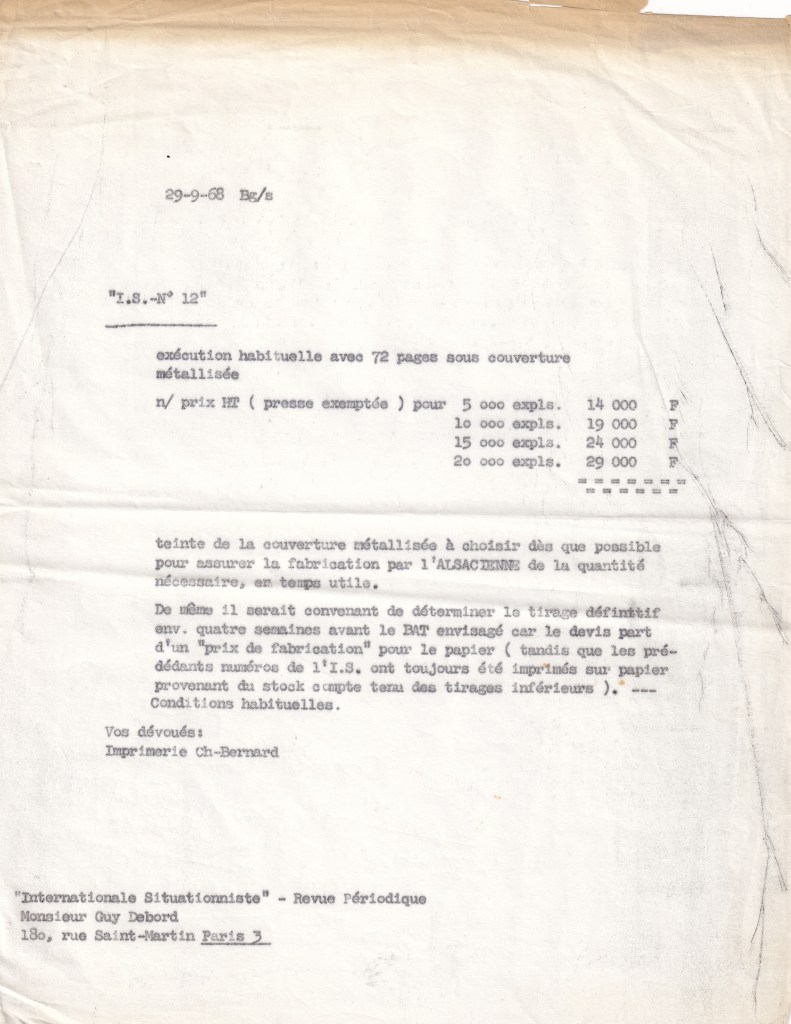 29-9-68 Bg/s
"I.S.-N° 12"
exécution habituelle avec 72 pages sous couverture
métallisée
n/ prix HT ( presse exemptée ) pour 5 ooo expls. 14 000 F
1o ooo expls. 19 000 F
15 ooo expls. 24 000 F
2o ooo expls. 29 000 F
= = = = = = =
= = = = = =
teinte de la couverture métallisée à choisir dès que possible
pour assurer la fabrication par l'ALSACIENNE de la quantité
nécessaire, en temps utile.
De même il serait convenant de déterminer le tirage définitif
env. quatre semaines avant le BAT envisagé car le devis part
d'un "prix de fabrication" pour le papier ( tandis que les pré-
dédants numéros de l'I.S. ont toujours été imprimés sur papier
provenant du stock compte tenu des tirages inférieurs ). ---
Conditions habituelles.
Vos dévoués:
Imprimerie Ch-Bernard
"Internationale Situationniste" - Revue Périodique
Monsieur Guy Debord
18o, rue Saint-Martin Paris 3